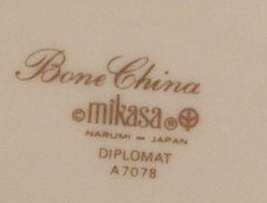 Bone China
©mikasa®
NARUMI – JAPAN
DIPLOMAT
A7078